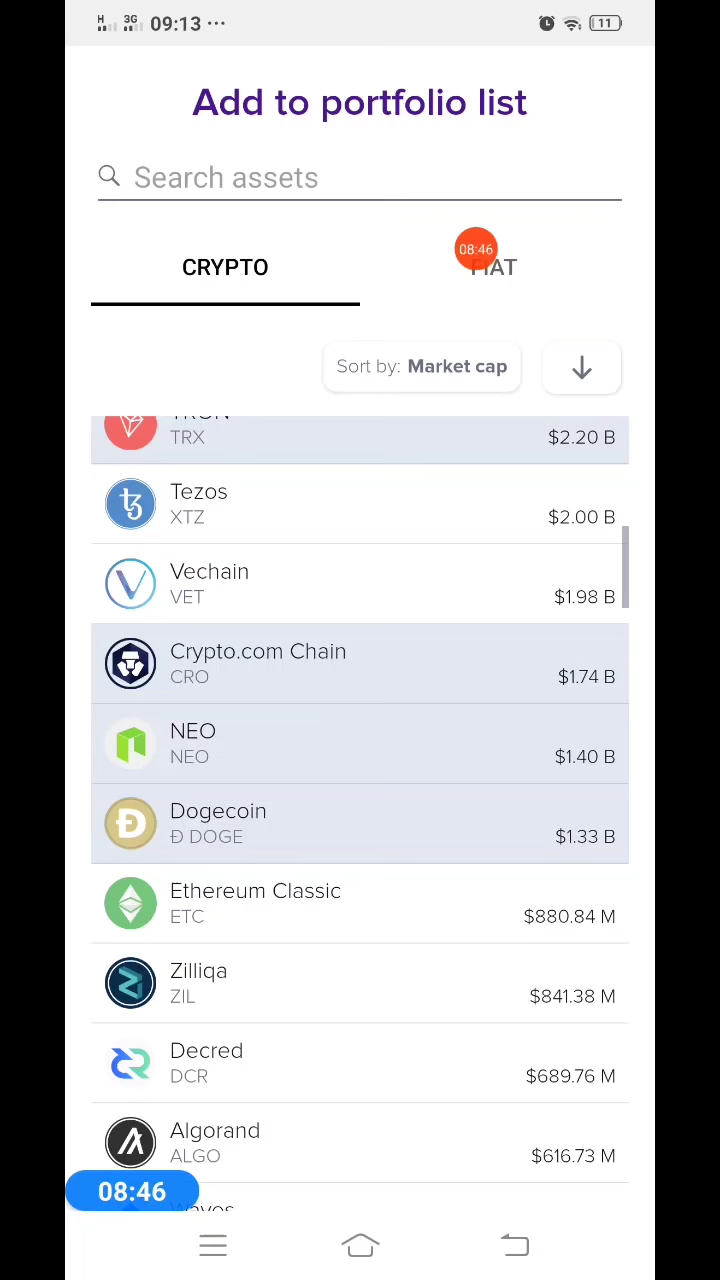 H 3G 09:13 ···
11
Add to portfolio list
Search assets
08:46
CRYPTO
FIAT
Sort by: Market cap
TRON
TRX
$2.20 B
Tezos
XTZ
$2.00 B
Vechain
VET
$1.98 B
Crypto.com Chain
CRO
$1.74 B
NEO
NEO
$1.40 B
Dogecoin
Ð DOGE
$1.33 B
Ethereum Classic
ETC
$880.84 M
Zilliqa
ZIL
$841.38 M
Decred
DCR
$689.76 M
Algorand
ALGO
$616.73 M
08:46
Waves